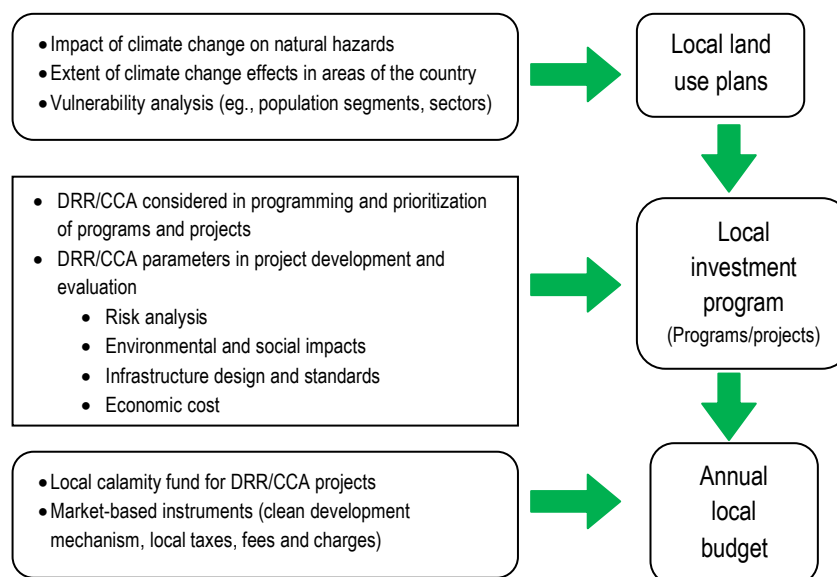 • Impact of climate change on natural hazards
• Extent of climate change effects in areas of the country
• Vulnerability analysis (eg., population segments, sectors)
Local land
use plans
• DRR/CCA considered in programming and prioritization
of programs and projects
• DRR/CCA parameters in project development and
evaluation
• Risk analysis
• Environmental and social impacts
• Infrastructure design and standards
• Economic cost
Local
investment
program
(Programs/projects)
• Local calamity fund for DRR/CCA projects
• Market-based instruments (clean development
mechanism, local taxes, fees and charges)
Annual
local
budget